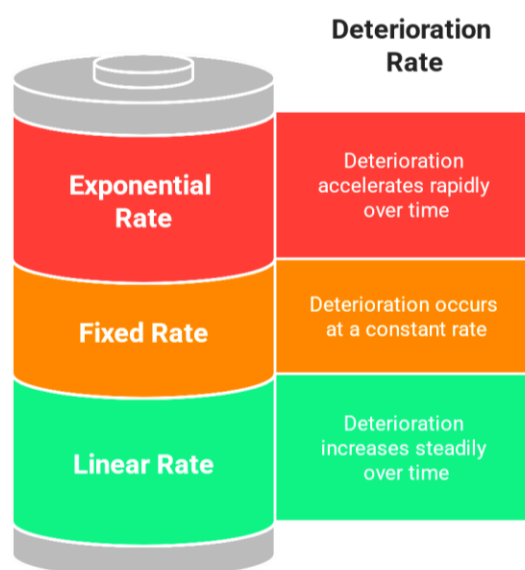 Deterioration
Rate
Exponential
Rate
Deterioration
accelerates rapidly
over time
Fixed Rate
Deterioration occurs
at a constant rate
Linear Rate
Deterioration
increases steadily
over time